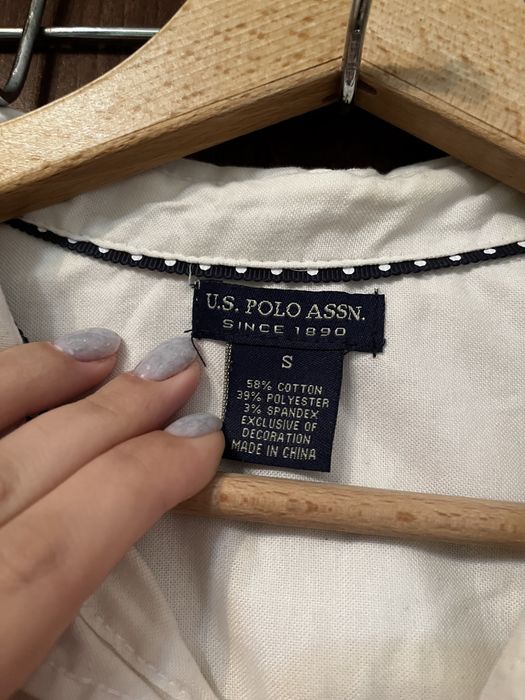 U.S. POLO ASSN.
SINCE 1890
S
58% COTTON
39% POLYESTER
3% SPANDEX
EXCLUSIVE OF
DECORATION
MADE IN CHINA